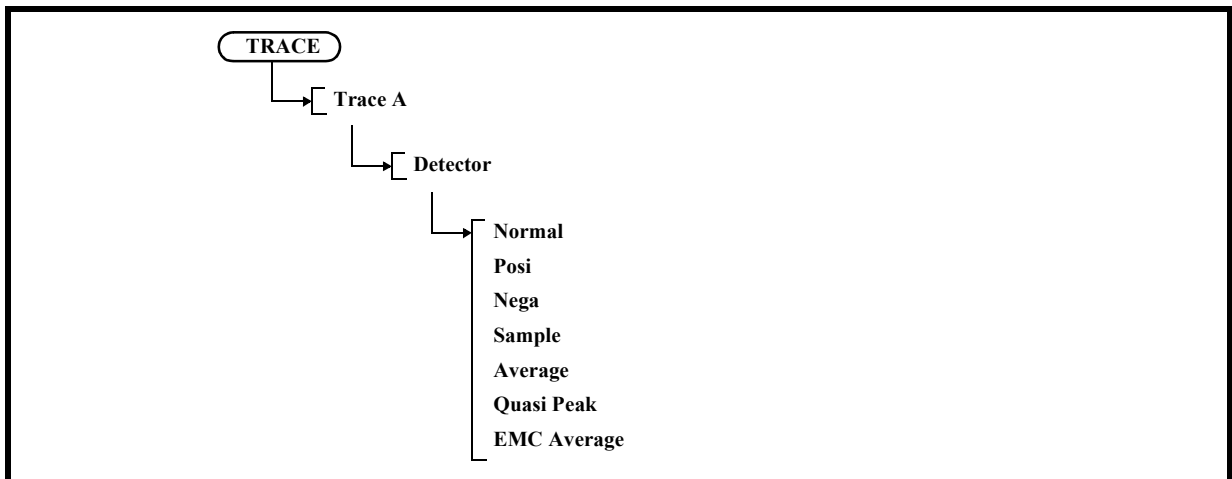 TRACE
Trace A
Detector
Normal
Posi
Nega
Sample
Average
Quasi Peak
EMC Average